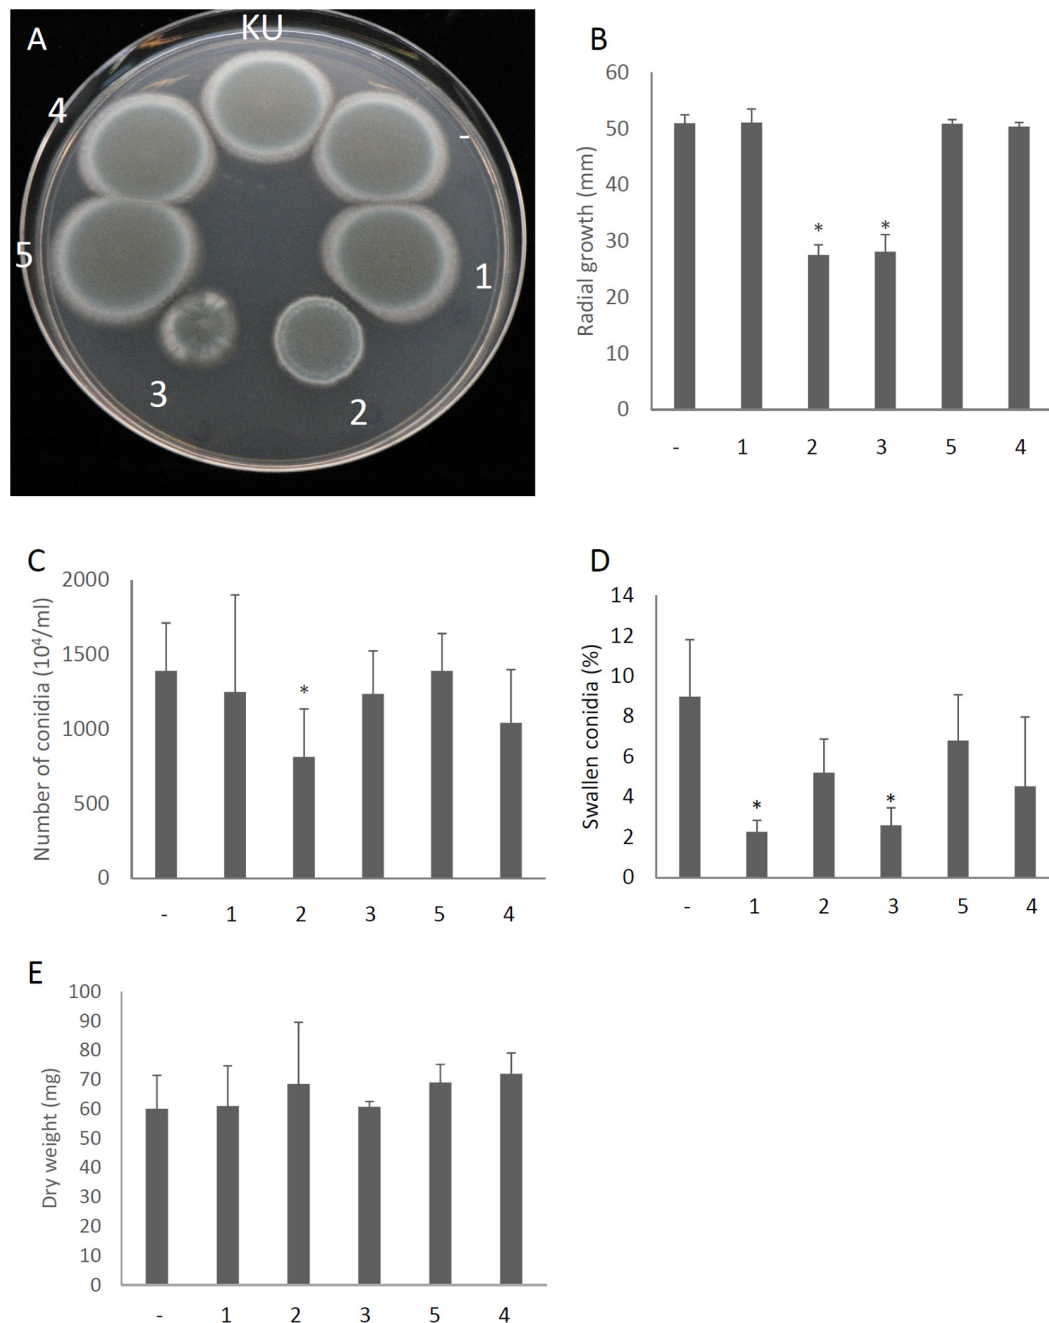 A
KU
4
-
5
1
3
2
B
Radial growth (mm)
60
50
40
30
20
10
0
* *
- 1 2 3 5 4
C
Number of conidia (10⁴/ml)
2000
1500
1000
500
0
*
- 1 2 3 5 4
D
Swallen conidia (%)
14
12
10
8
6
4
2
0
* *
- 1 2 3 5 4
E
Dry weight (mg)
100
90
80
70
60
50
40
30
20
10
0
- 1 2 3 5 4